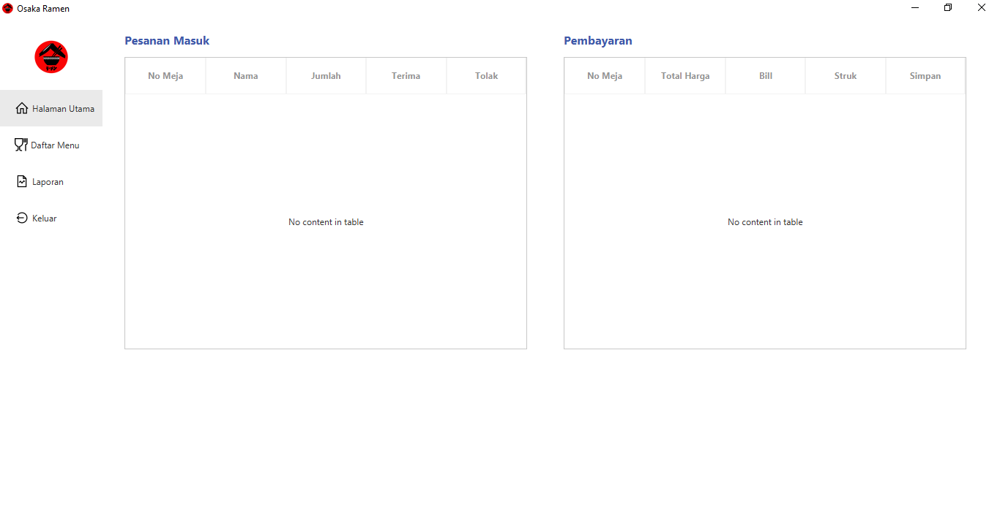 Osaka Ramen
Halaman Utama
Daftar Menu
Laporan
Keluar
Pesanan Masuk
No Meja Nama Jumlah Terima Tolak
No content in table
Pembayaran
No Meja Total Harga Bill Struk Simpan
No content in table